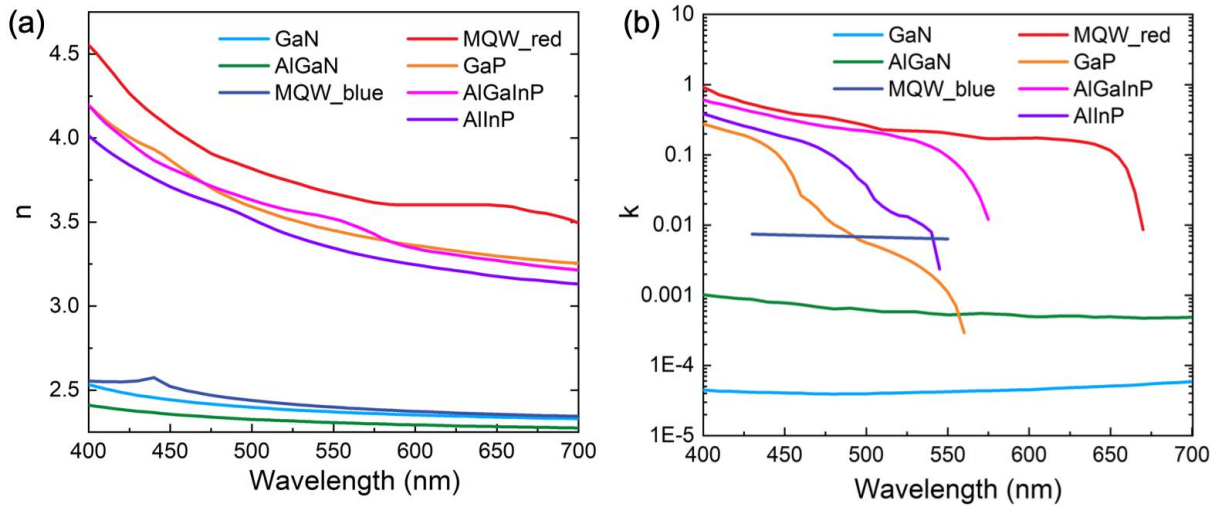 (a)
GaN
AlGaN
MQW_blue
MQW_red
GaP
AlGaInP
AlInP
4.5
4.0
3.5
3.0
2.5
n
400 450 500 550 600 650 700
Wavelength (nm)
(b)
GaN
AlGaN
MQW_blue
MQW_red
GaP
AlGaInP
AlInP
10
1
0.1
0.01
0.001
1E-4
1E-5
k
400 450 500 550 600 650 700
Wavelength (nm)